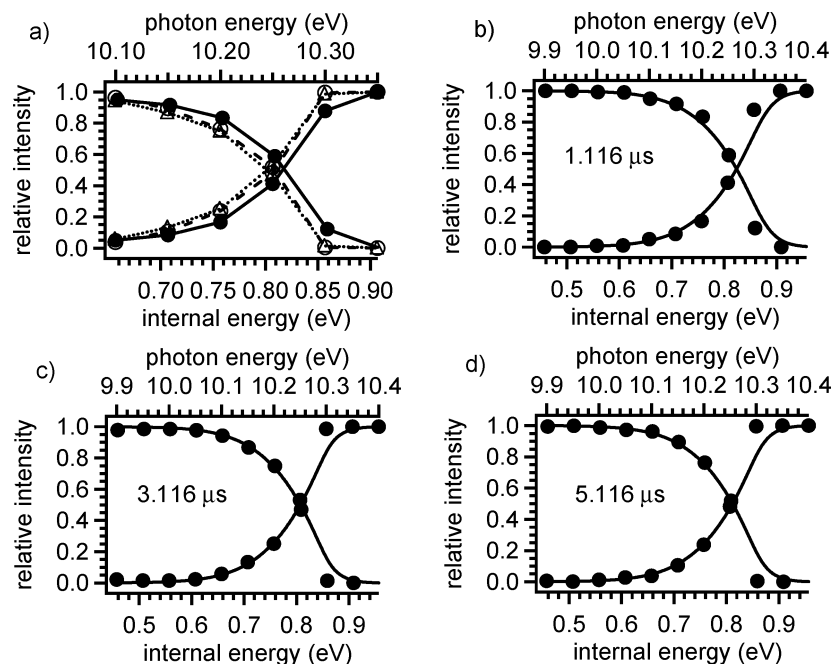 a)
photon energy (eV)
10.10 10.20 10.30
relative intensity
1.0
0.8
0.6
0.4
0.2
0.0
0.70 0.75 0.80 0.85 0.90
internal energy (eV)
b)
photon energy (eV)
9.9 10.0 10.1 10.2 10.3 10.4
relative intensity
1.0
0.8
0.6
0.4
0.2
0.0
1.116 μs
0.5 0.6 0.7 0.8 0.9
internal energy (eV)
c)
photon energy (eV)
9.9 10.0 10.1 10.2 10.3 10.4
relative intensity
1.0
0.8
0.6
0.4
0.2
0.0
3.116 μs
0.5 0.6 0.7 0.8 0.9
internal energy (eV)
d)
photon energy (eV)
9.9 10.0 10.1 10.2 10.3 10.4
relative intensity
1.0
0.8
0.6
0.4
0.2
0.0
5.116 μs
0.5 0.6 0.7 0.8 0.9
internal energy (eV)